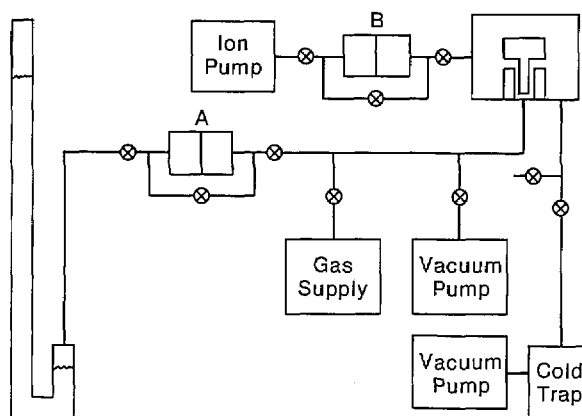 B
Ion
Pump
A
Gas
Supply
Vacuum
Pump
Vacuum
Pump
Cold
Trap